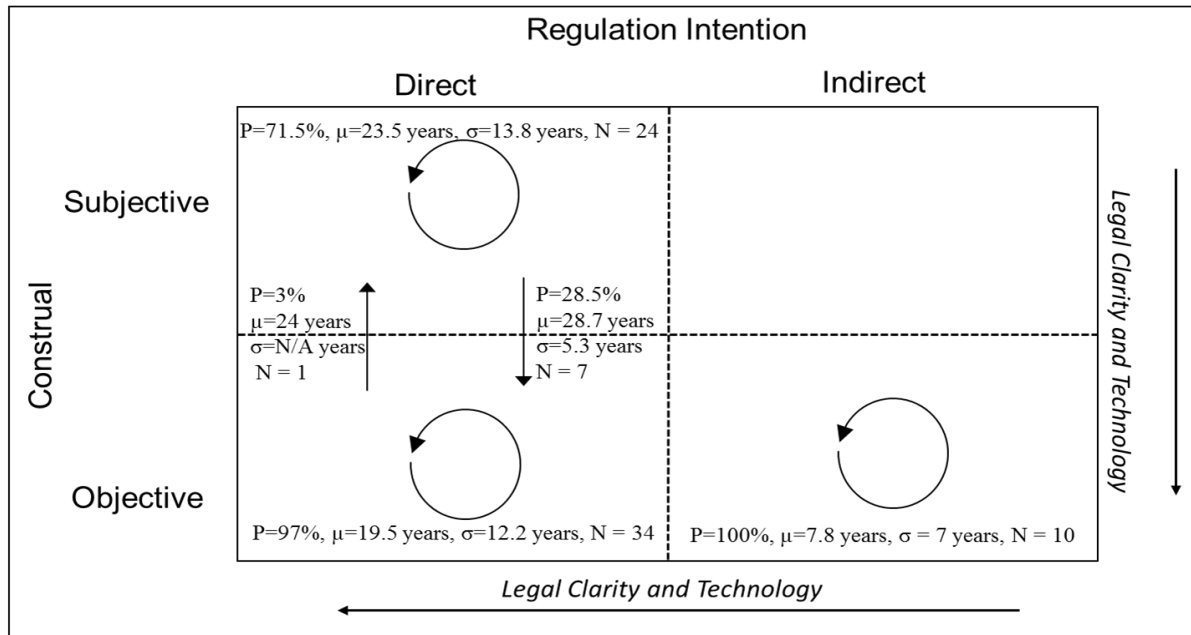 Regulation Intention
Direct
Indirect
P=71.5%, µ=23.5 years, σ=13.8 years, N = 24
Subjective
Construal
P=3%
µ=24 years
σ=N/A years
N = 1
P=28.5%
µ=28.7 years
σ=5.3 years
N = 7
Legal Clarity and Technology
Objective
P=97%, µ=19.5 years, σ=12.2 years, N = 34
P=100%, µ=7.8 years, σ = 7 years, N = 10
Legal Clarity and Technology